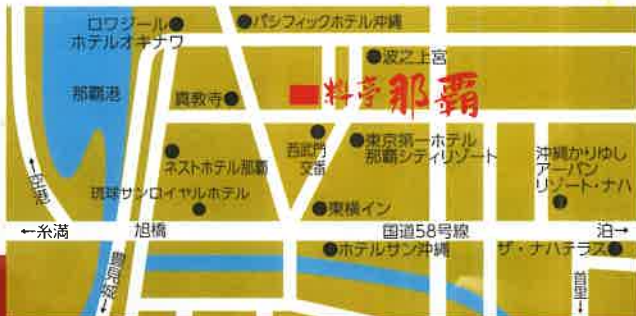 ロワジール
ホテルオキナワ
パシフィックホテル沖縄
波之上宮
那覇港
真教寺
料亭那覇
西武門
交番
東京第一ホテル
那覇シティリゾート
沖縄かりゆし
アーバン
リゾート・ナハ
ネストホテル那覇
←空港
琉球サンロイヤルホテル
東横イン
←糸満
旭橋
国道58号線
泊→
豊見城→
ホテルサン沖縄
ザ・ナハテラス
首里→